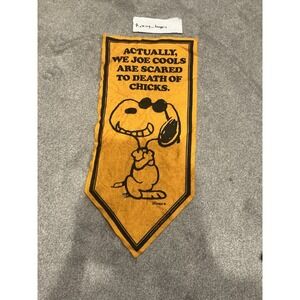 ACTUALLY,
WE JOE COOLS
ARE SCARED
TO DEATH OF
CHICKS.